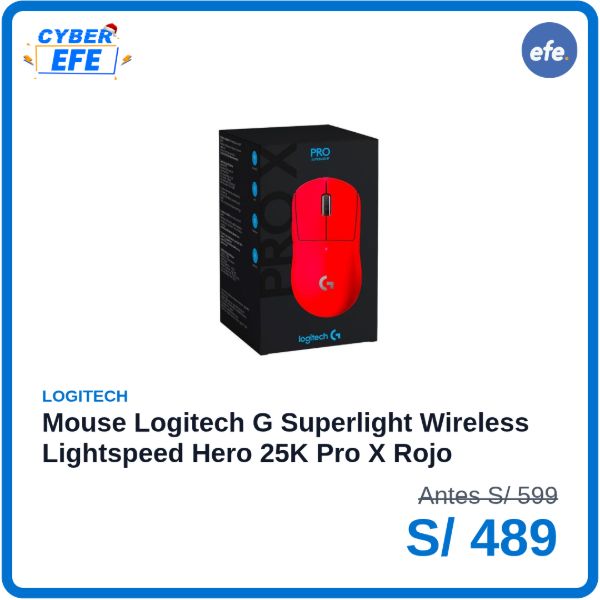 CYBER
EFE
efe.
PRO
PRO X
logitech G
LOGITECH
Mouse Logitech G Superlight Wireless
Lightspeed Hero 25K Pro X Rojo
Antes S/ 599
S/ 489